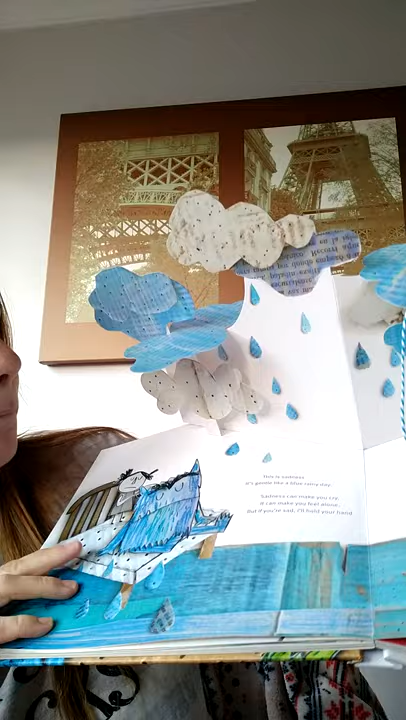 This is sadness
It's gentle like a blue rainy day.
Sadness can make you cry.
It can make you feel alone.
But if you're sad, I'll hold your hand